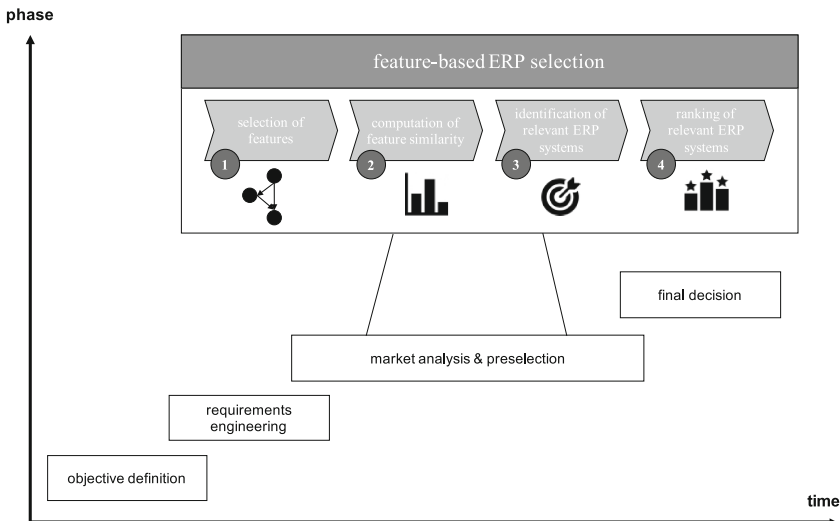 phase
feature-based ERP selection
selection of
features
1
computation of
feature similarity
2
identification of
relevant ERP
systems
3
ranking of
relevant ERP
systems
4
final decision
market analysis & preselection
requirements
engineering
objective definition
time